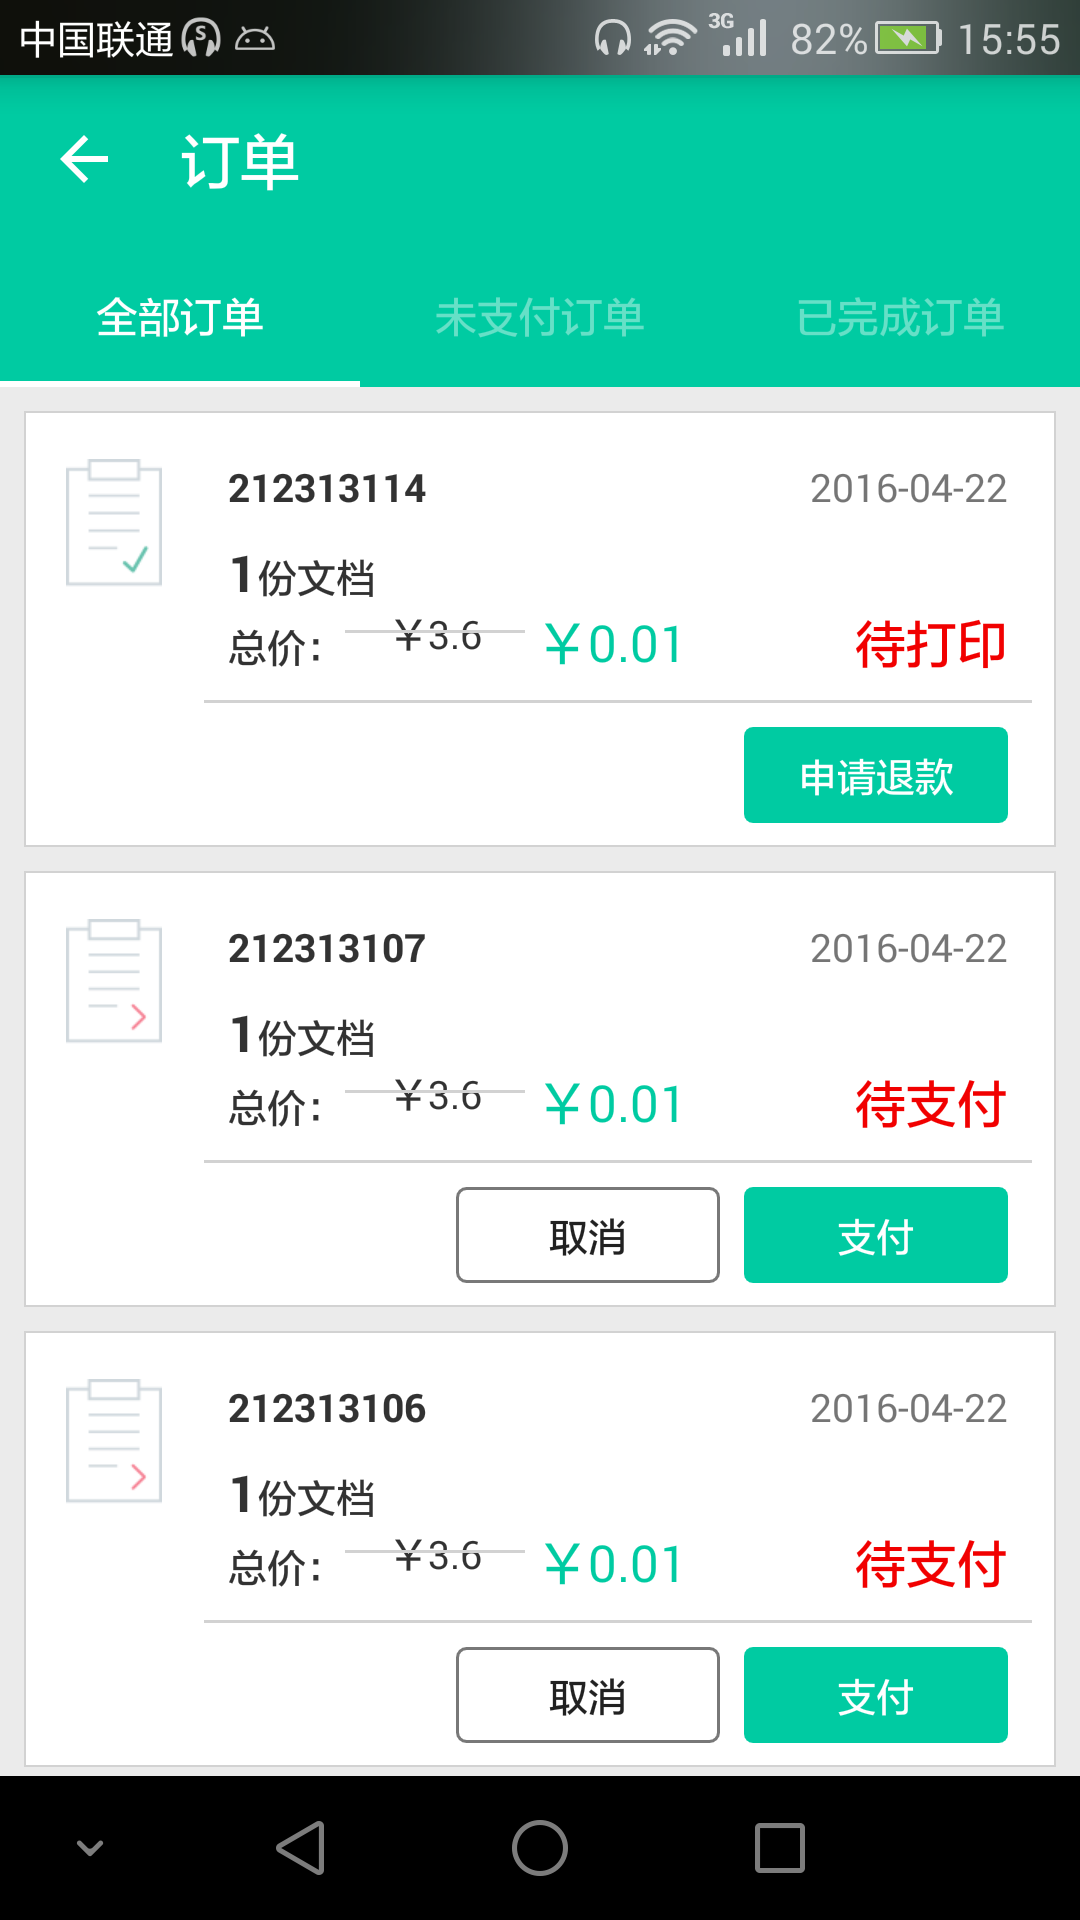 中国联通 3G 82% 15:55
订单
全部订单 未支付订单 已完成订单
212313114 2016-04-22
1份文档
总价: ￥3.6 ￥0.01 待打印
申请退款
212313107 2016-04-22
1份文档
总价: ￥3.6 ￥0.01 待支付
取消 支付
212313106 2016-04-22
1份文档
总价: ￥3.6 ￥0.01 待支付
取消 支付